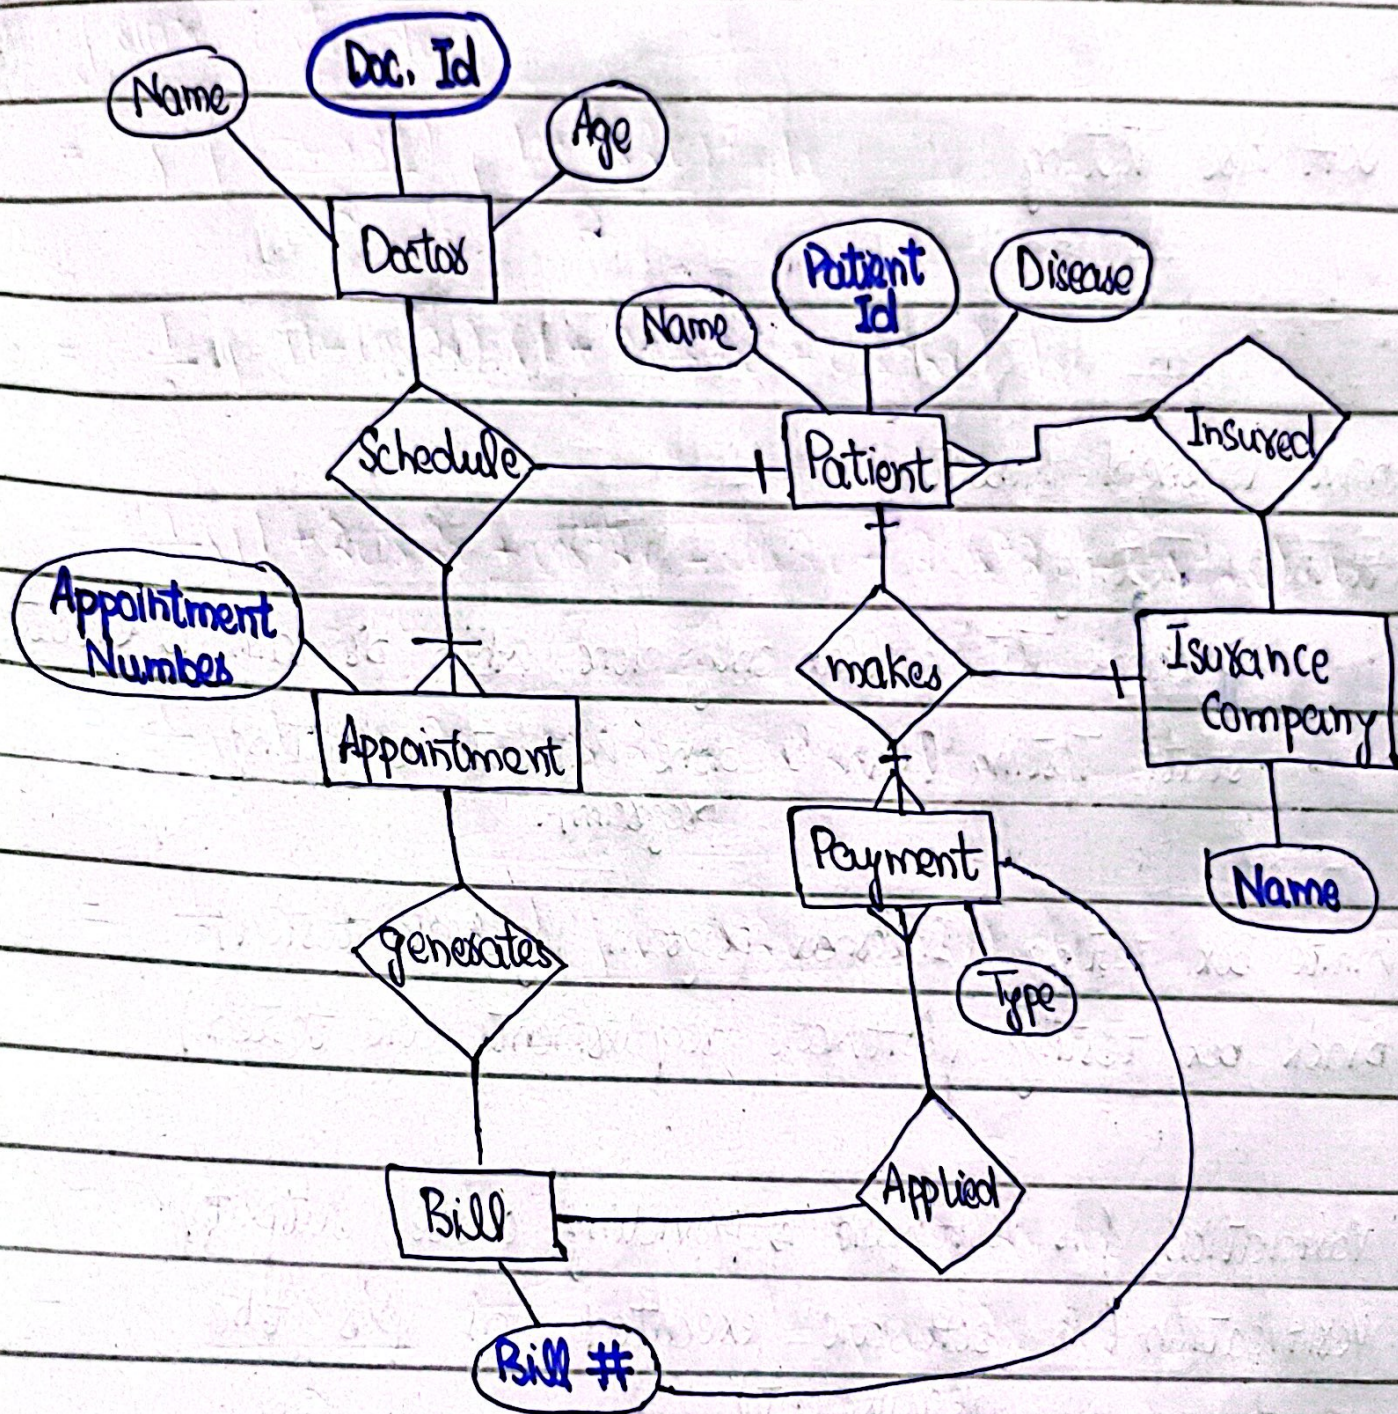 Doc. Id
Name
Age
Doctor
Patient
Id
Disease
Name
Insured
Schedule
Patient
Appointment
Number
makes
Isurance
Company
Appointment
Payment
Name
generates
Type
Applied
Bill
Bill #